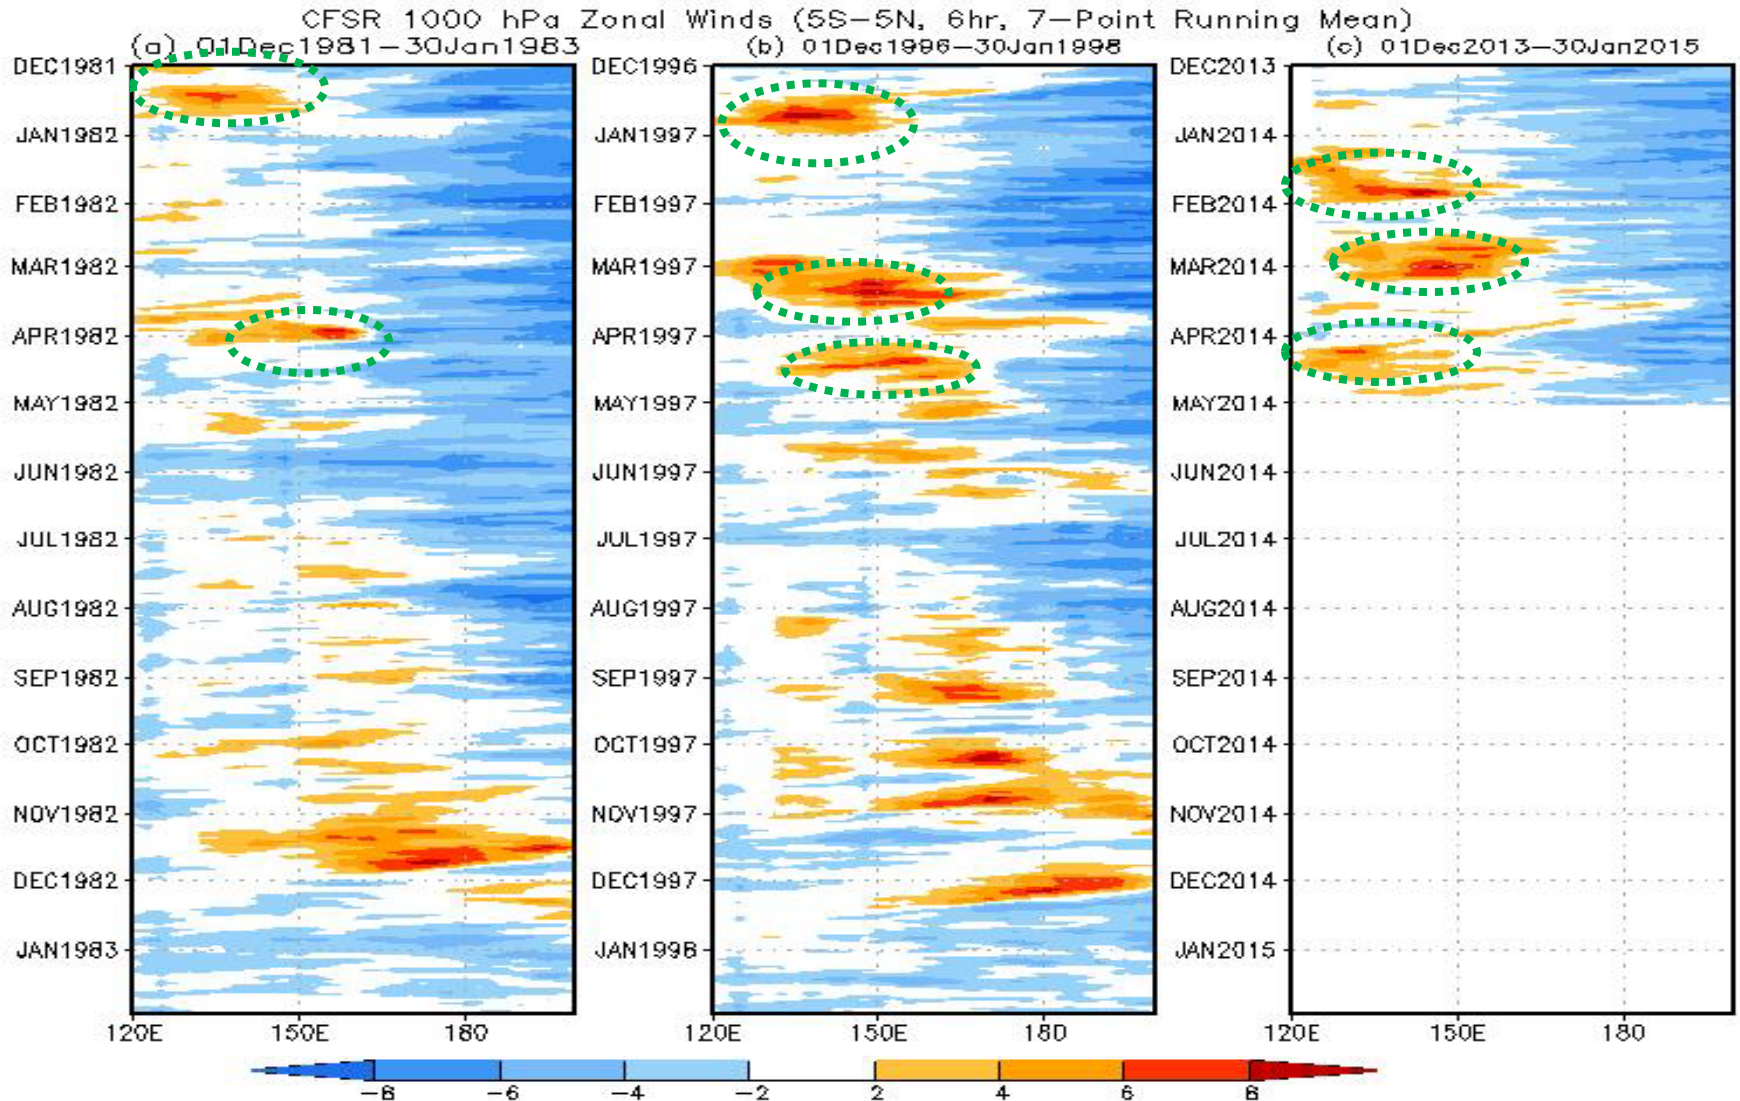 CFSR 1000 hPa Zonal Winds (5S-5N, 6hr, 7-Point Running Mean)
(a) 01Dec1981-30Jan1983
(b) 01Dec1996-30Jan1998
(c) 01Dec2013-30Jan2015
DEC1981
JAN1982
FEB1982
MAR1982
APR1982
MAY1982
JUN1982
JUL1982
AUG1982
SEP1982
OCT1982
NOV1982
DEC1982
JAN1983
120E 150E 180
DEC1996
JAN1997
FEB1997
MAR1997
APR1997
MAY1997
JUN1997
JUL1997
AUG1997
SEP1997
OCT1997
NOV1997
DEC1997
JAN1998
120E 150E 180
DEC2013
JAN2014
FEB2014
MAR2014
APR2014
MAY2014
JUN2014
JUL2014
AUG2014
SEP2014
OCT2014
NOV2014
DEC2014
JAN2015
120E 150E 180
-8 -6 -4 -2 2 4 6 8